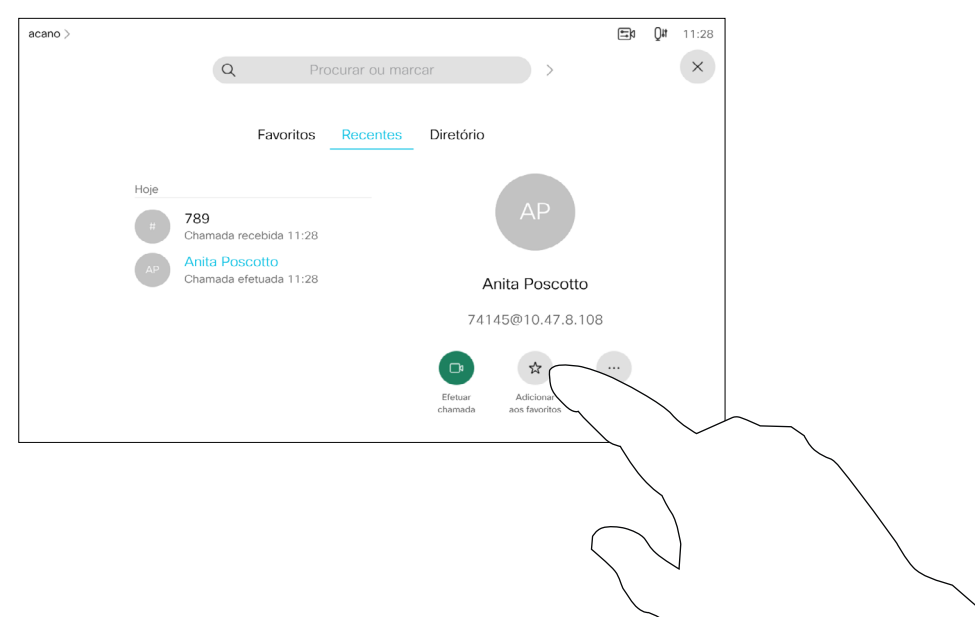 acano >
11:28
Procurar ou marcar
Favoritos Recentes Diretório
Hoje
#
789
Chamada recebida 11:28
AP
Anita Poscotto
Chamada efetuada 11:28
AP
Anita Poscotto
74145@10.47.8.108
Efetuar
chamada
Adicionar
aos favoritos
...